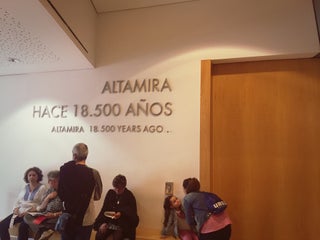 ALTAMIRA
HACE 18.500 AÑOS
ALTAMIRA 18.500 YEARS AGO...